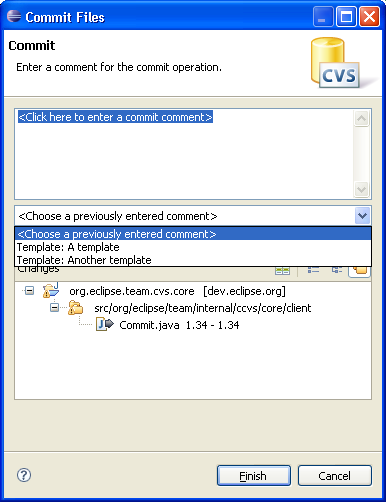 Commit Files
Commit
Enter a comment for the commit operation.
CVS
<Click here to enter a commit comment>
<Choose a previously entered comment>
<Choose a previously entered comment>
Template: A template
Template: Another template
Changes
org.eclipse.team.cvs.core [dev.eclipse.org]
src/org/eclipse/team/internal/ccvs/core/client
Commit.java 1.34 - 1.34
?
Finish
Cancel